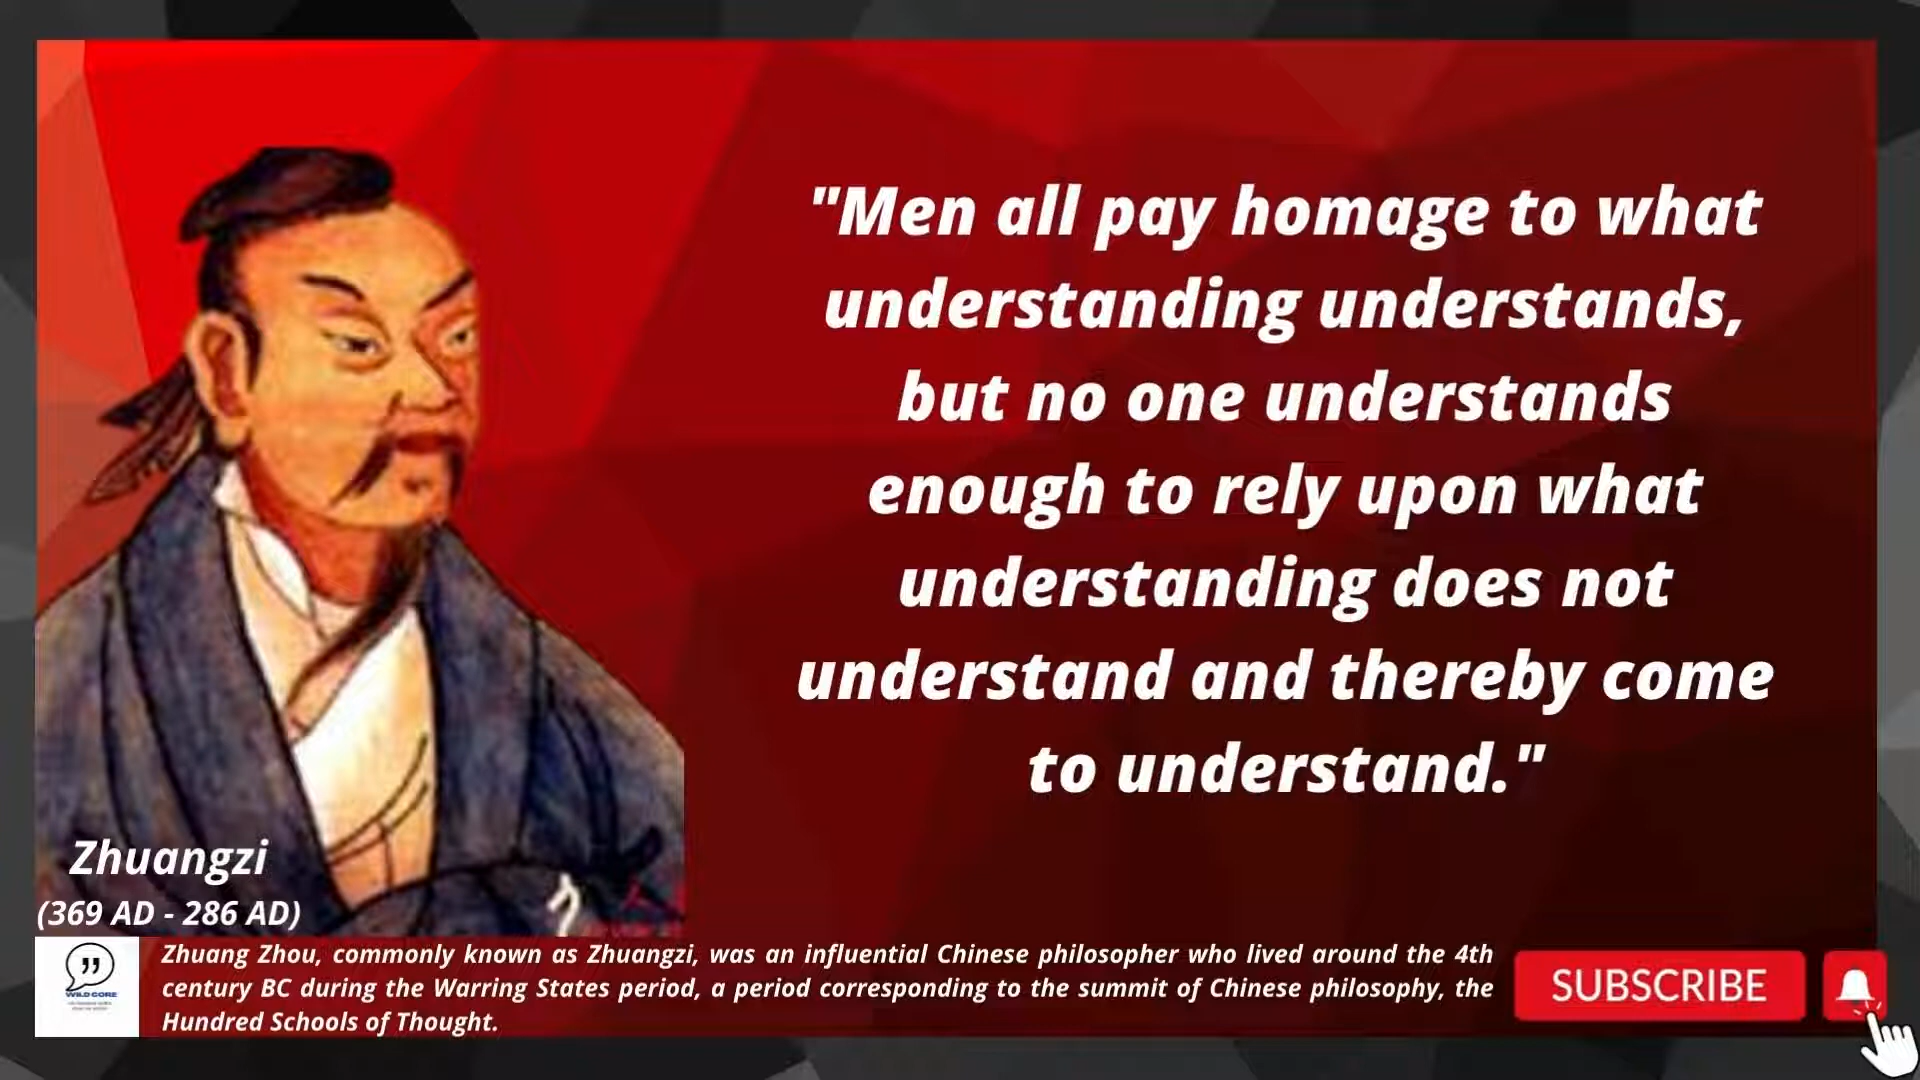 "Men all pay homage to what
understanding understands,
but no one understands
enough to rely upon what
understanding does not
understand and thereby come
to understand."
Zhuangzi
(369 AD - 286 AD)
WILD CORE
Zhuang Zhou, commonly known as Zhuangzi, was an influential Chinese philosopher who lived around the 4th
century BC during the Warring States period, a period corresponding to the summit of Chinese philosophy, the
Hundred Schools of Thought.
SUBSCRIBE